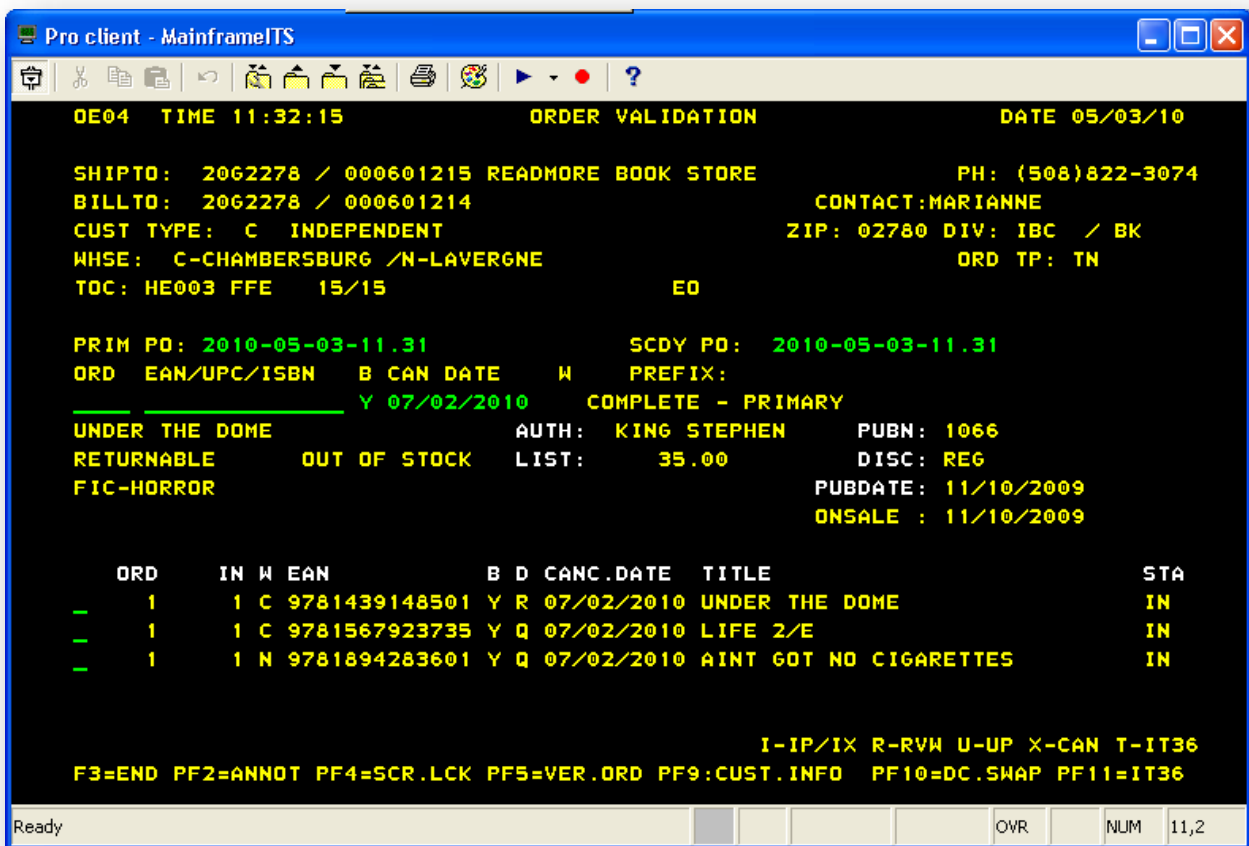 Pro client - MainframeITS
?
OE04 TIME 11:32:15 ORDER VALIDATION DATE 05/03/10
SHIPTO: 20G2278 / 000601215 READMORE BOOK STORE PH: (508)822-3074
BILLTO: 20G2278 / 000601214 CONTACT:MARIANNE
CUST TYPE: C INDEPENDENT ZIP: 02780 DIV: IBC / BK
WHSE: C-CHAMBERSBURG /N-LAVERGNE ORD TP: TN
TOC: HE003 FFE 15/15 EO
PRIM PO: 2010-05-03-11.31 SCDY PO: 2010-05-03-11.31
ORD EAN/UPC/ISBN B CAN DATE W PREFIX:
____ ______________ Y 07/02/2010 COMPLETE - PRIMARY
UNDER THE DOME AUTH: KING STEPHEN PUBN: 1066
RETURNABLE OUT OF STOCK LIST: 35.00 DISC: REG
FIC-HORROR PUBDATE: 11/10/2009
ONSALE : 11/10/2009
ORD IN W EAN B D CANC.DATE TITLE STA
_ 1 1 C 9781439148501 Y R 07/02/2010 UNDER THE DOME IN
_ 1 1 C 9781567923735 Y Q 07/02/2010 LIFE 2/E IN
_ 1 1 N 9781894283601 Y Q 07/02/2010 AINT GOT NO CIGARETTES IN
I-IP/IX R-RVW U-UP X-CAN T-IT36
F3=END PF2=ANNOT PF4=SCR.LCK PF5=VER.ORD PF9:CUST.INFO PF10=DC.SWAP PF11=IT36
Ready OVR NUM 11,2